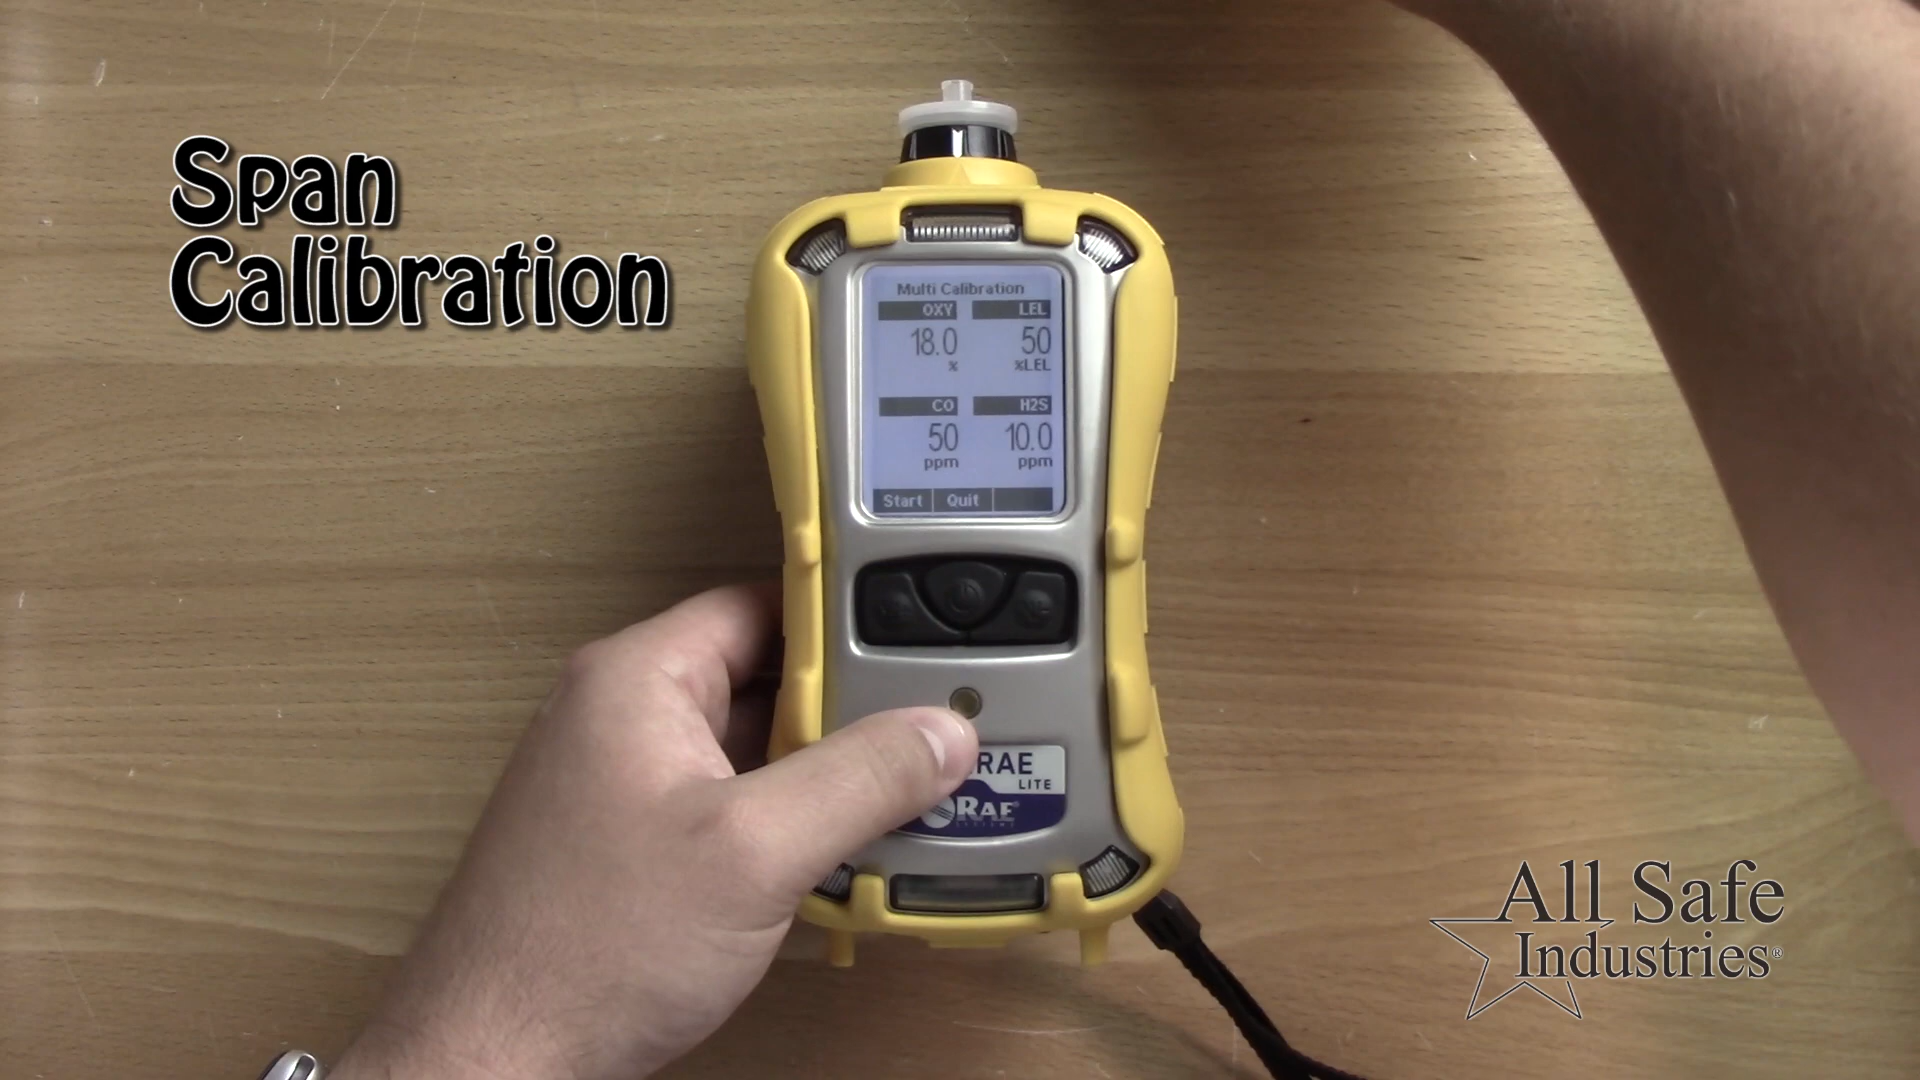 Span
Calibration
Multi Calibration
OXY LEL
18.0 50
% %LEL
CO H2S
50 10.0
ppm ppm
Start Quit
RAE
LITE
RAE
SYSTEMS
All Safe
Industries®